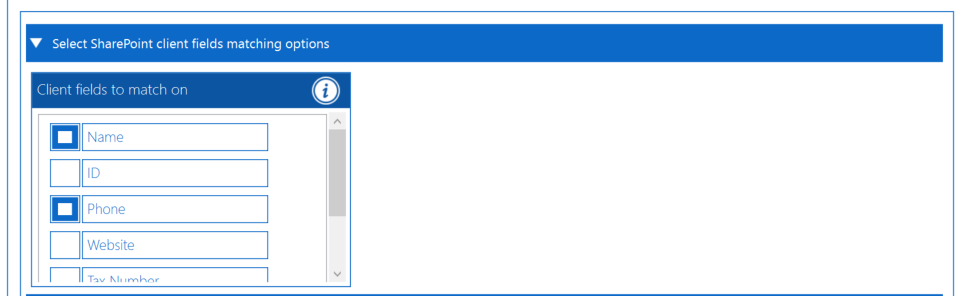 Select SharePoint client fields matching options
Client fields to match on
Name
ID
Phone
Website
Tax Number